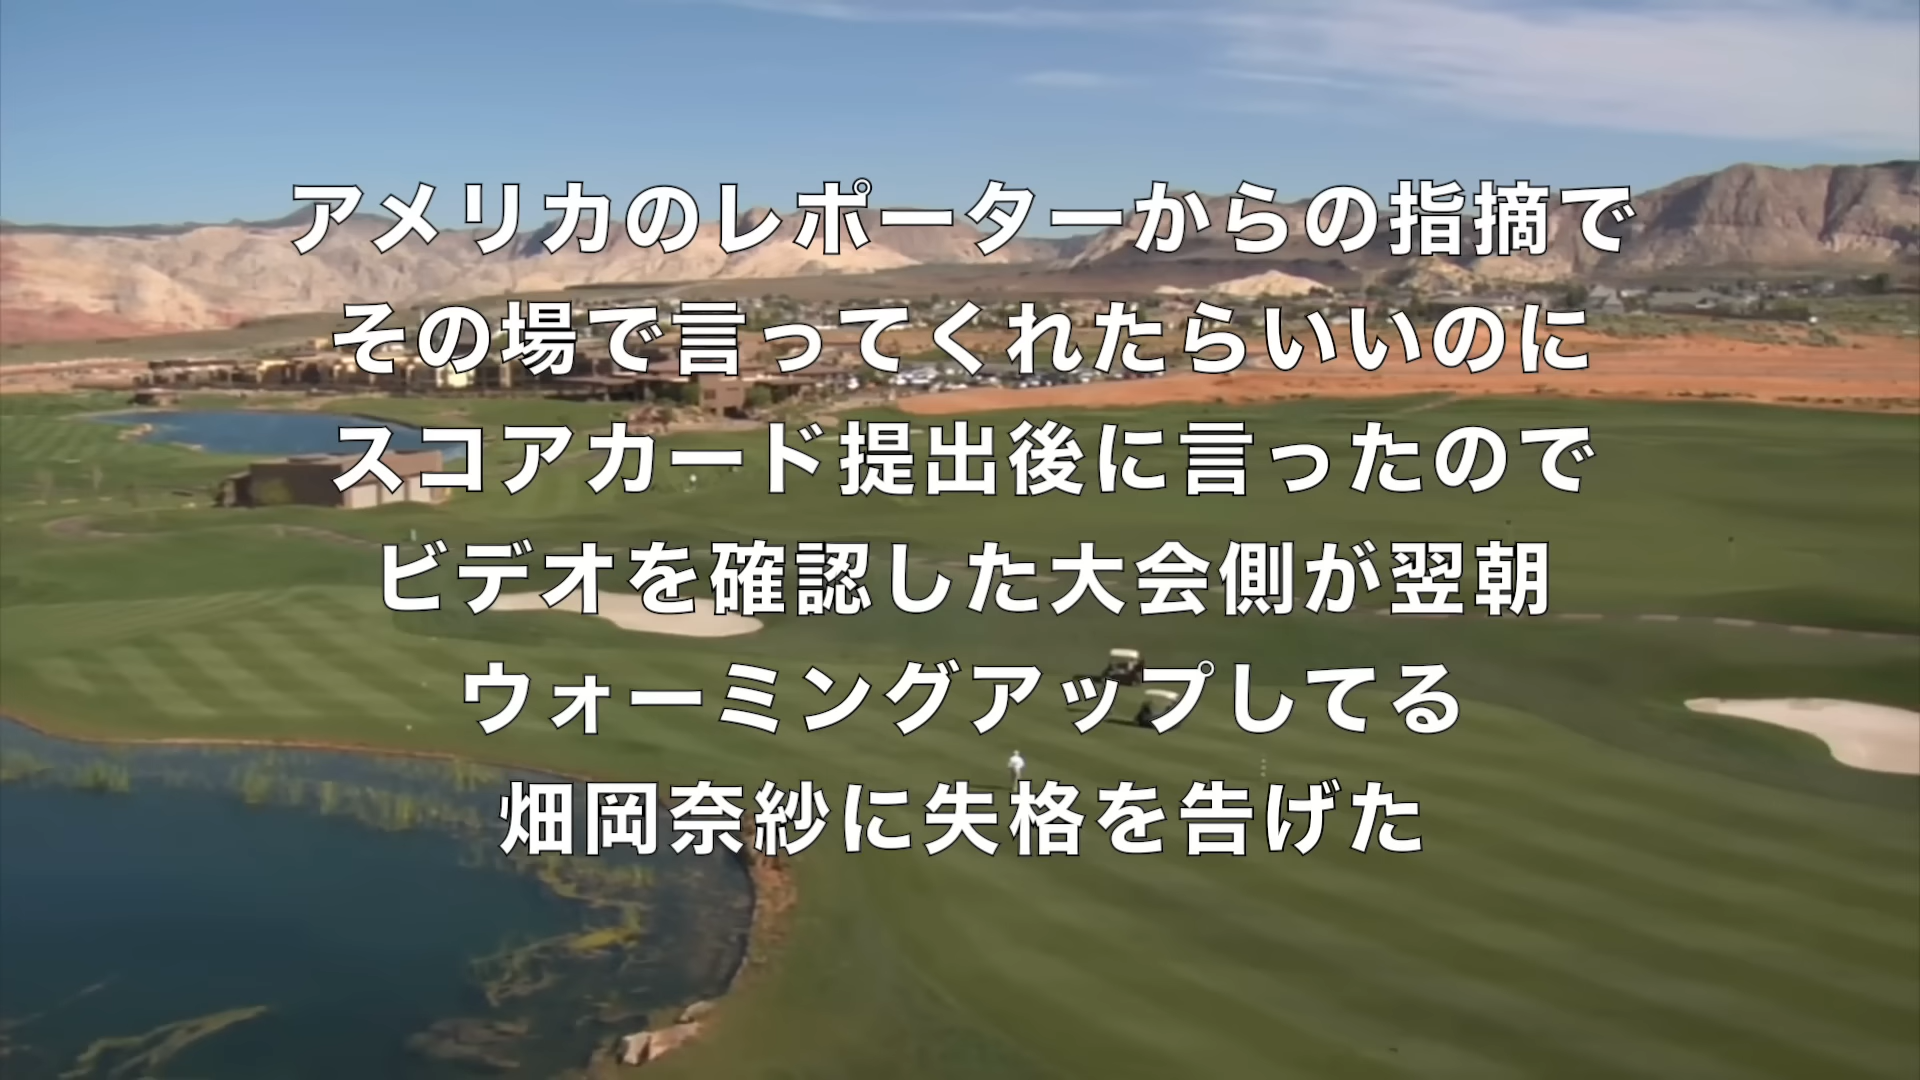 アメリカのレポーターからの指摘で
その場で言ってくれたらいいのに
スコアカード提出後に言ったので
ビデオを確認した大会側が翌朝
ウォーミングアップしてる
畑岡奈紗に失格を告げた